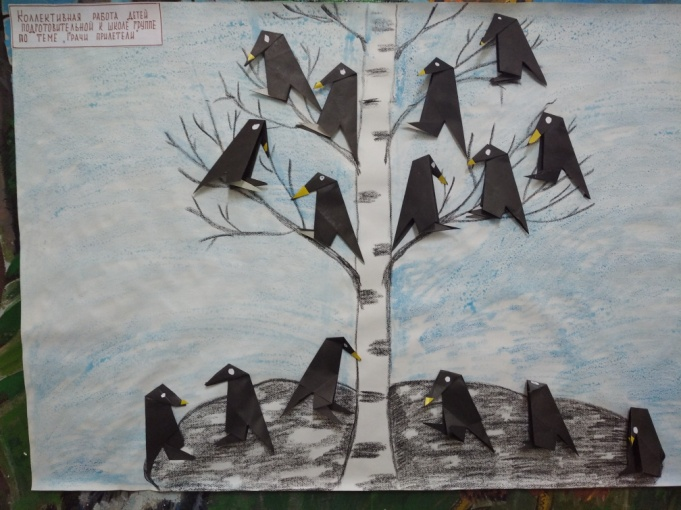 Коллективная работа детей
подготовительной к школе группе
по теме „Грачи прилетели"